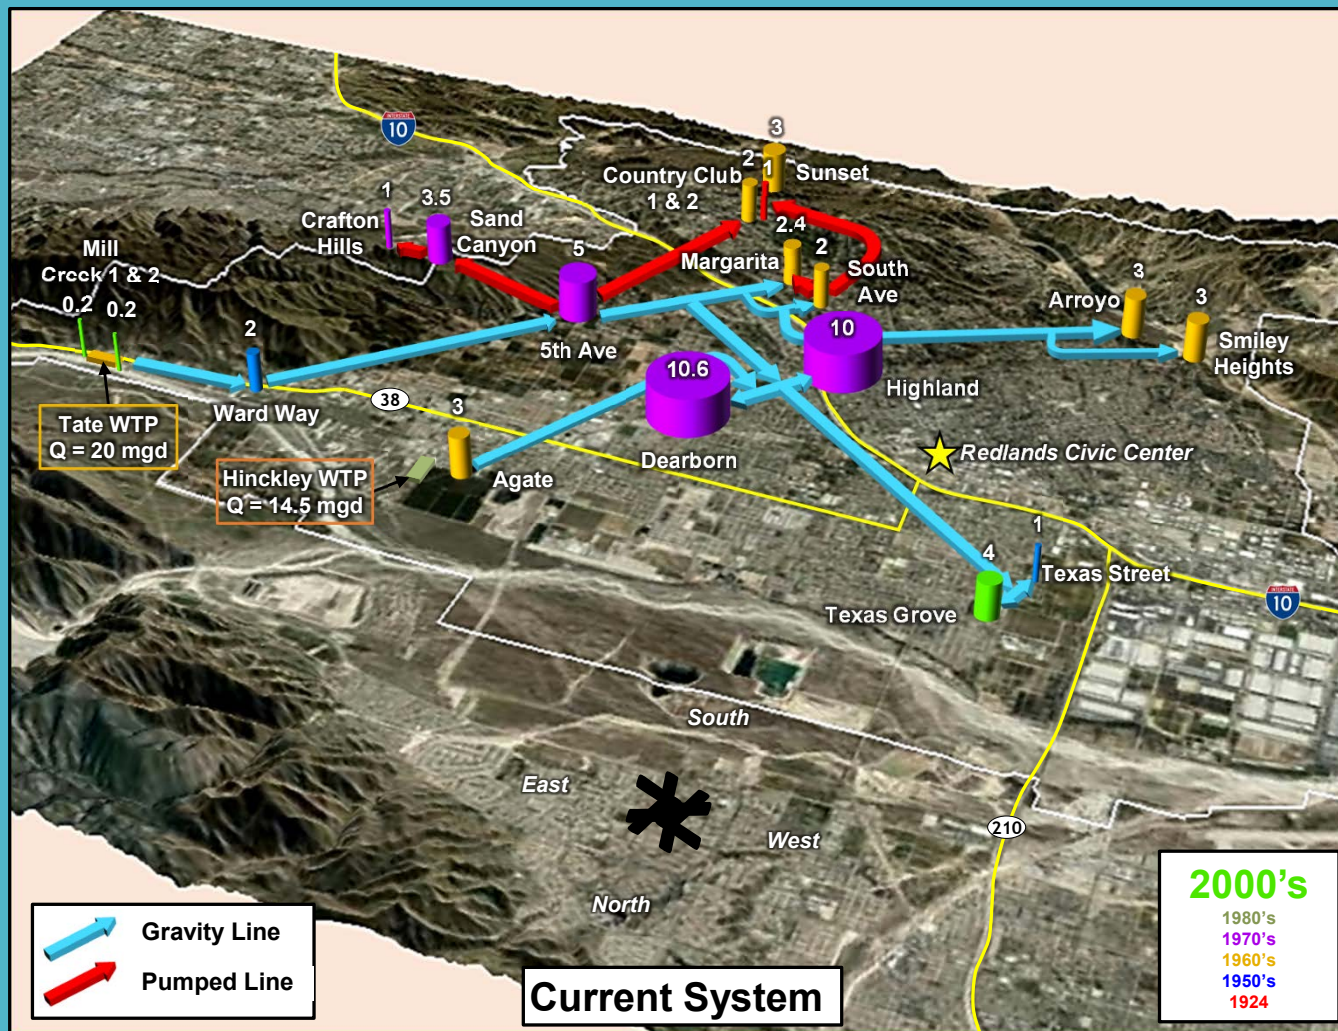 INTERSTATE
10
3
Sunset
2
1
Country Club
1 & 2
1
3.5
Crafton
Hills
Sand
Canyon
2.4
Margarita
2
South
Ave
5
5th Ave
3
Arroyo
3
Smiley
Heights
Mill
Creek 1 & 2
0.2
0.2
2
Ward Way
10
Highland
10.6
Dearborn
38
Tate WTP
Q = 20 mgd
3
Agate
Hinckley WTP
Q = 14.5 mgd
Redlands Civic Center
1
Texas Street
4
Texas Grove
INTERSTATE
10
South
East
West
North
210
Gravity Line
Pumped Line
Current System
2000's
1980's
1970's
1960's
1950's
1924